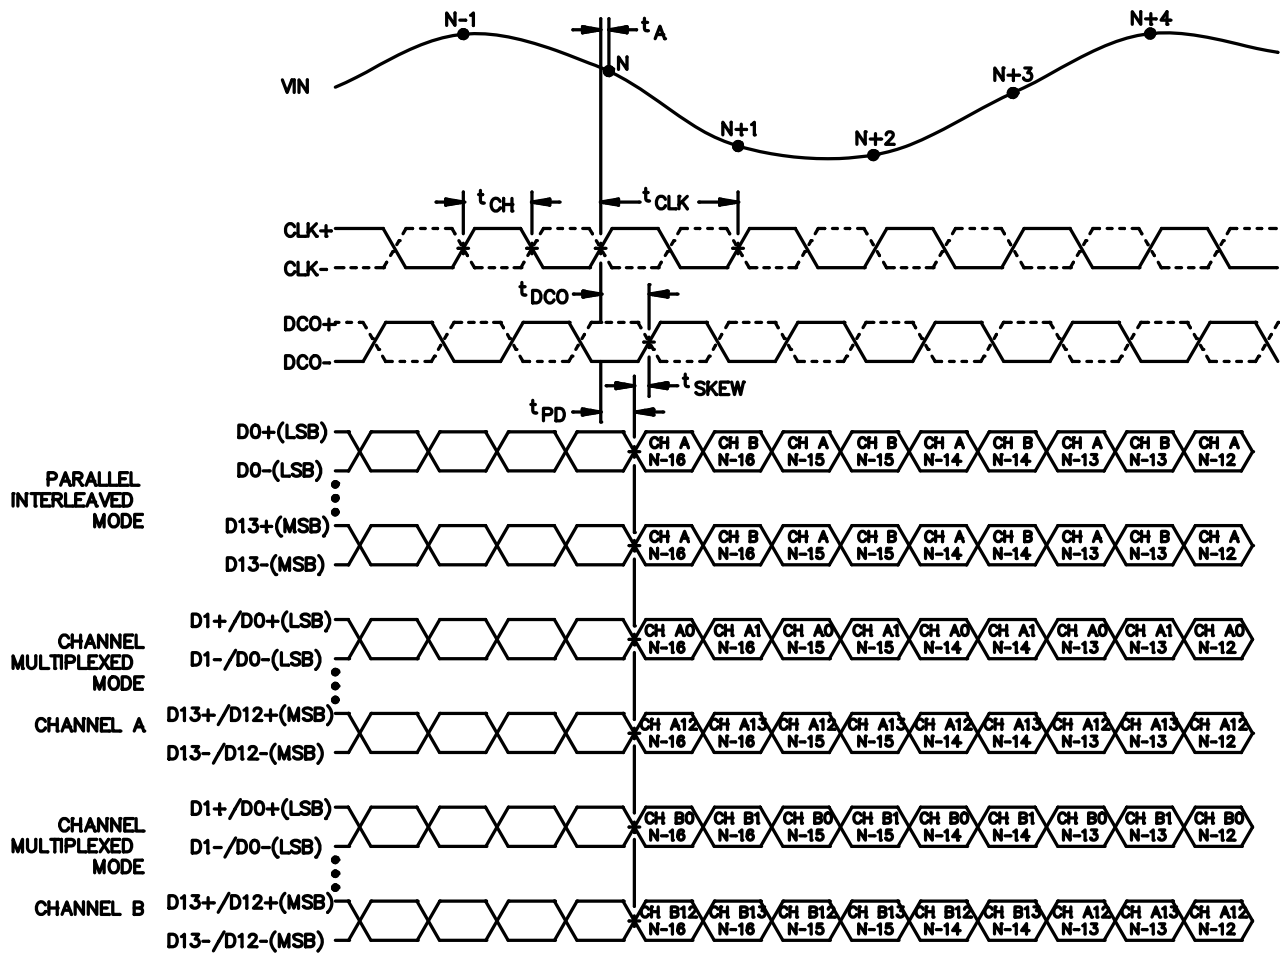 N-1
t A
N+4
N
N+3
VIN
N+1
N+2
t CH
t CLK
CLK+
CLK-
t DCO
DCO+
DCO-
t SKEW
t PD
PARALLEL
INTERLEAVED
MODE
D0+(LSB)
CH A CH B CH A CH B CH A CH B CH A CH B CH A
N-16 N-16 N-15 N-15 N-14 N-14 N-13 N-13 N-12
D0-(LSB)
D13+(MSB)
CH A CH B CH A CH B CH A CH B CH A CH B CH A
N-16 N-16 N-15 N-15 N-14 N-14 N-13 N-13 N-12
D13-(MSB)
CHANNEL
MULTIPLEXED
MODE
CHANNEL A
D1+/D0+(LSB)
CH A0 CH A1 CH A0 CH A1 CH A0 CH A1 CH A0 CH A1 CH A0
N-16 N-16 N-15 N-15 N-14 N-14 N-13 N-13 N-12
D1-/D0-(LSB)
D13+/D12+(MSB)
CH A12 CH A13 CH A12 CH A13 CH A12 CH A13 CH A12 CH A13 CH A12
N-16 N-16 N-15 N-15 N-14 N-14 N-13 N-13 N-12
D13-/D12-(MSB)
CHANNEL
MULTIPLEXED
MODE
CHANNEL B
D1+/D0+(LSB)
CH B0 CH B1 CH B0 CH B1 CH B0 CH B1 CH B0 CH B1 CH B0
N-16 N-16 N-15 N-15 N-14 N-14 N-13 N-13 N-12
D1-/D0-(LSB)
D13+/D12+(MSB)
CH B12 CH B13 CH B12 CH B13 CH B12 CH B13 CH A12 CH A13 CH A12
N-16 N-16 N-15 N-15 N-14 N-14 N-13 N-13 N-12
D13-/D12-(MSB)